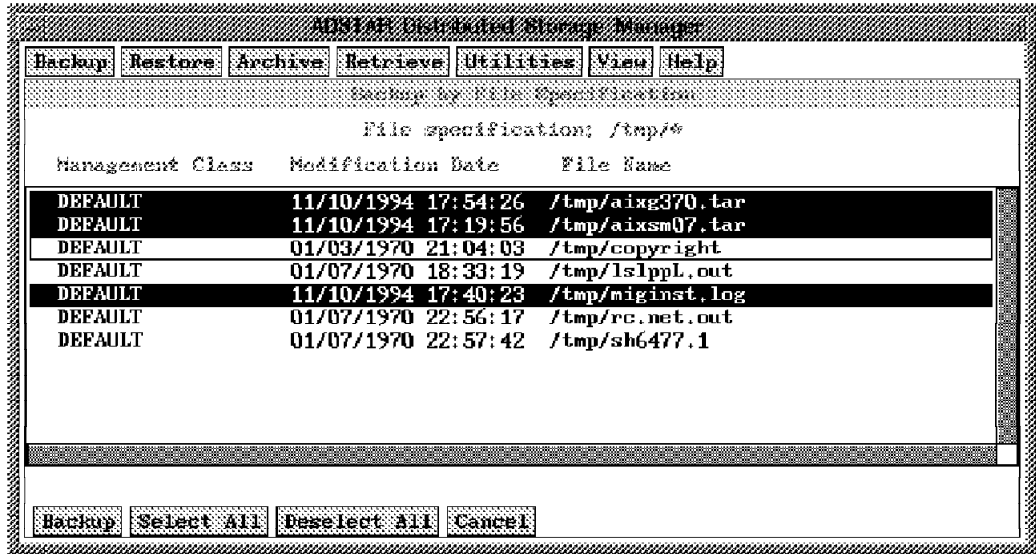 ADSTAR Distributed Storage Manager
Backup Restore Archive Retrieve Utilities View Help
Backup by File Specification
File specification: /tmp/*
Management Class Modification Date File Name
DEFAULT 11/10/1994 17:54:26 /tmp/aixg370.tar
DEFAULT 11/10/1994 17:19:56 /tmp/aixsm07.tar
DEFAULT 01/03/1970 21:04:03 /tmp/copyright
DEFAULT 01/07/1970 18:33:19 /tmp/lslppL.out
DEFAULT 11/10/1994 17:40:23 /tmp/miginst.log
DEFAULT 01/07/1970 22:56:17 /tmp/rc.net.out
DEFAULT 01/07/1970 22:57:42 /tmp/sh6477.1
Backup Select All Deselect All Cancel